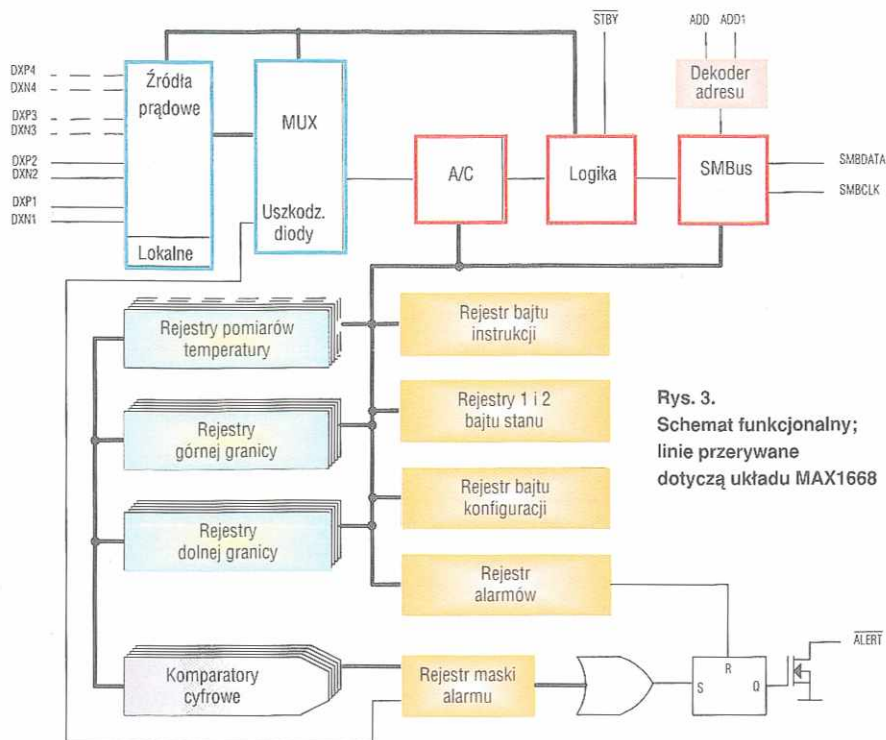 STBY
ADD ADD1
DXP4
DXN4
DXP3
DXN3
DXP2
DXN2
DXP1
DXN1
Źródła
prądowe
Lokalne
MUX
Uszkodz.
diody
A/C
Logika
SMBus
Dekoder
adresu
SMBDATA
SMBCLK
Rejestry pomiarów
temperatury
Rejestr bajtu
instrukcji
Rejestry
górnej granicy
Rejestry 1 i 2
bajtu stanu
Rejestry
dolnej granicy
Rejestr bajtu
konfiguracji
Rejestr
alarmów
Komparatory
cyfrowe
Rejestr maski
alarmu
R
S
Q
ALERT
Rys. 3.
Schemat funkcjonalny;
linie przerywane
dotyczą układu MAX1668